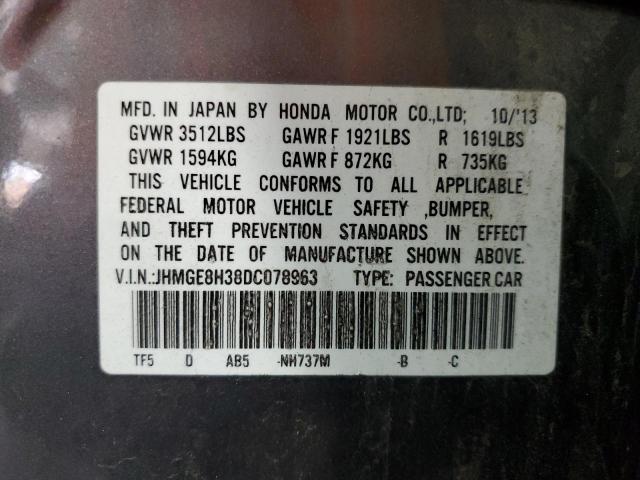 MFD. IN JAPAN BY HONDA MOTOR CO.,LTD; 10/'13
GVWR 3512LBS GAWR F 1921LBS R 1619LBS
GVWR 1594KG GAWR F 872KG R 735KG
THIS VEHICLE CONFORMS TO ALL APPLICABLE
FEDERAL MOTOR VEHICLE SAFETY ,BUMPER,
AND THEFT PREVENTION STANDARDS IN EFFECT
ON THE DATE OF MANUFACTURE SHOWN ABOVE.
V.I.N.:JHMGE8H38DC078963 TYPE: PASSENGER CAR
TF5 D AB5 -NH737M -B -C